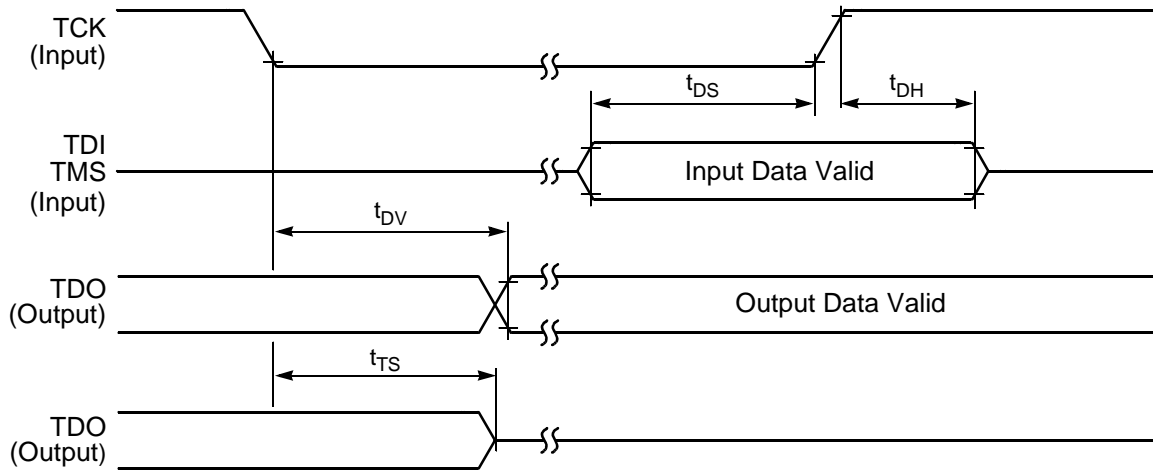 TCK
(Input)
tDS
tDH
TDI
TMS
(Input)
Input Data Valid
tDV
TDO
(Output)
Output Data Valid
tTS
TDO
(Output)